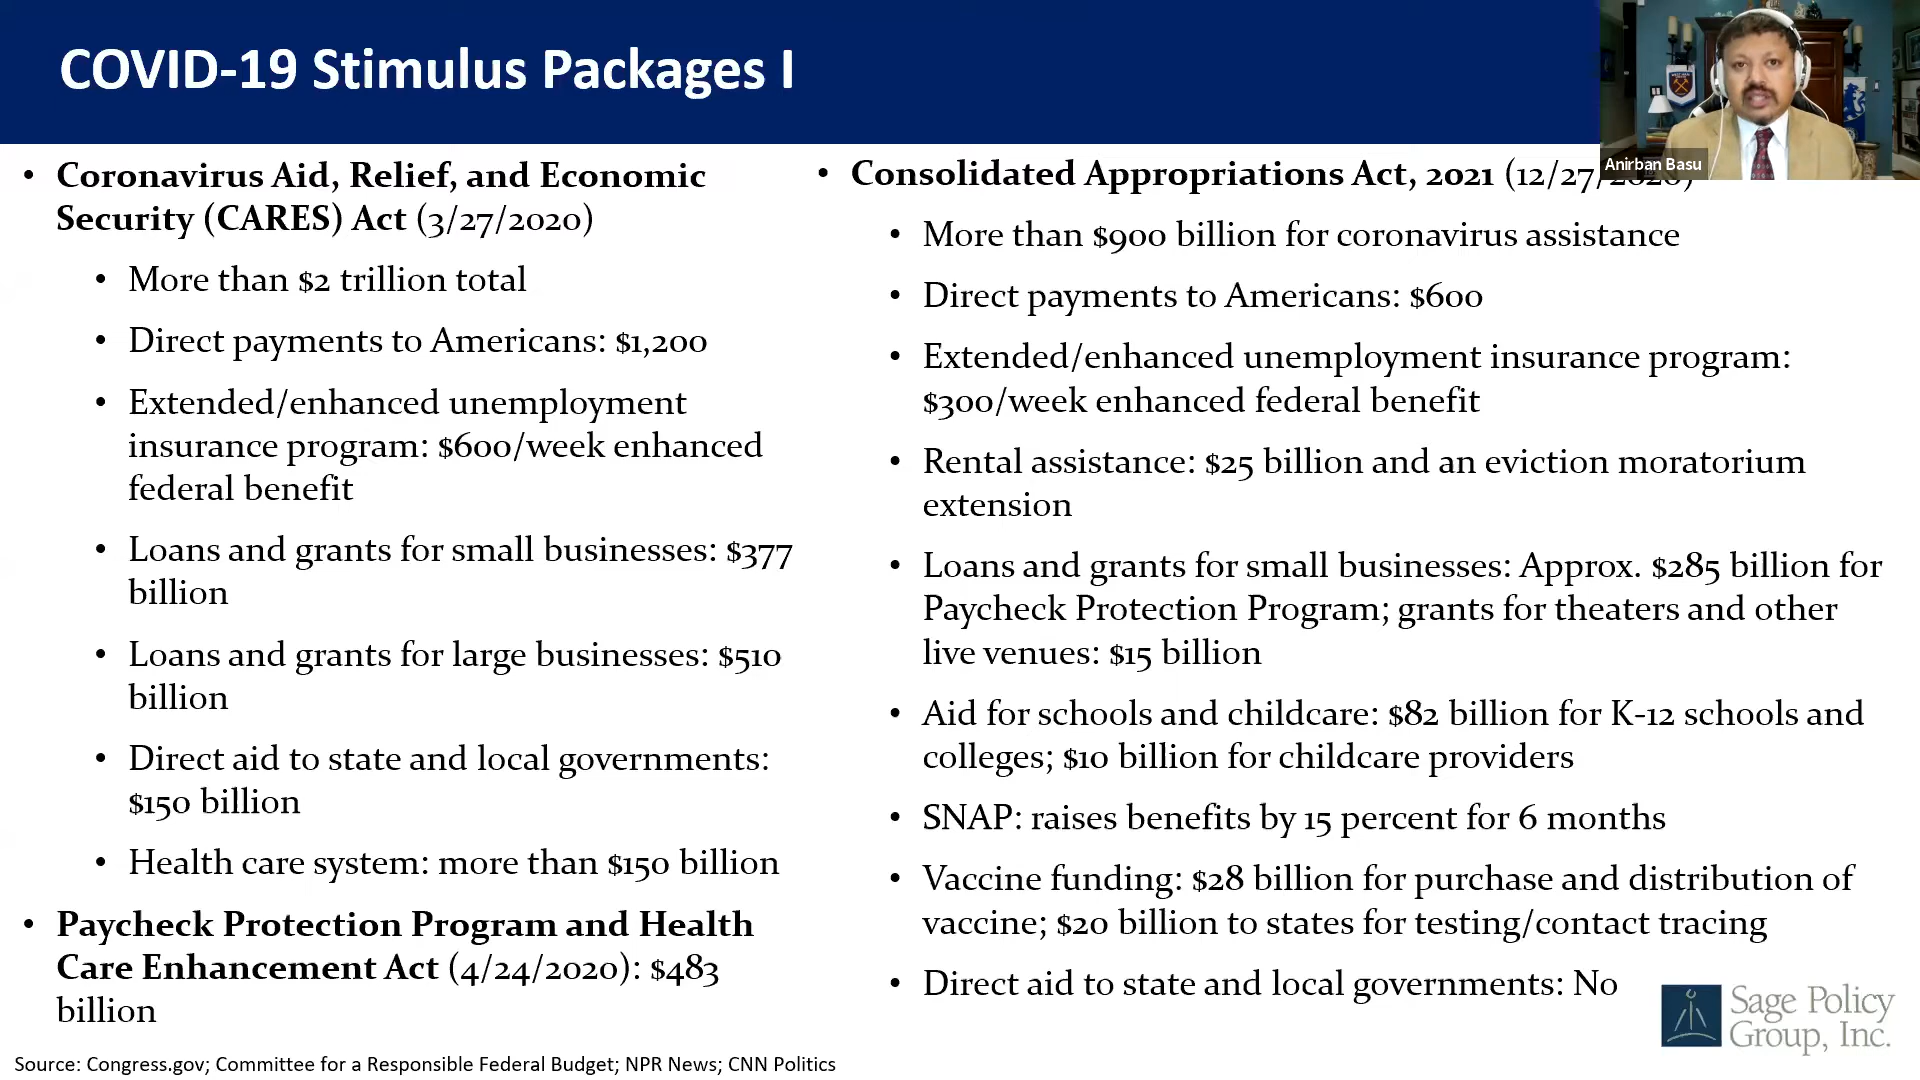 COVID-19 Stimulus Packages I
Anirban Basu
• Coronavirus Aid, Relief, and Economic
Security (CARES) Act (3/27/2020)
• More than $2 trillion total
• Direct payments to Americans: $1,200
• Extended/enhanced unemployment
insurance program: $600/week enhanced
federal benefit
• Loans and grants for small businesses: $377
billion
• Loans and grants for large businesses: $510
billion
• Direct aid to state and local governments:
$150 billion
• Health care system: more than $150 billion
• Paycheck Protection Program and Health
Care Enhancement Act (4/24/2020): $483
billion
• Consolidated Appropriations Act, 2021 (12/27/2020)
• More than $900 billion for coronavirus assistance
• Direct payments to Americans: $600
• Extended/enhanced unemployment insurance program:
$300/week enhanced federal benefit
• Rental assistance: $25 billion and an eviction moratorium
extension
• Loans and grants for small businesses: Approx. $285 billion for
Paycheck Protection Program; grants for theaters and other
live venues: $15 billion
• Aid for schools and childcare: $82 billion for K-12 schools and
colleges; $10 billion for childcare providers
• SNAP: raises benefits by 15 percent for 6 months
• Vaccine funding: $28 billion for purchase and distribution of
vaccine; $20 billion to states for testing/contact tracing
• Direct aid to state and local governments: No
Sage Policy
Group, Inc.
Source: Congress.gov; Committee for a Responsible Federal Budget; NPR News; CNN Politics